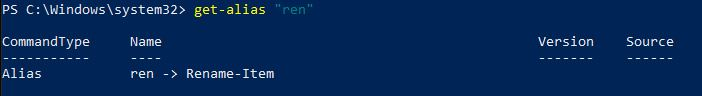 PS C:\Windows\system32> get-alias "ren"
CommandType     Name                                               Version    Source
-----------     ----                                               -------    ------
Alias           ren -> Rename-Item